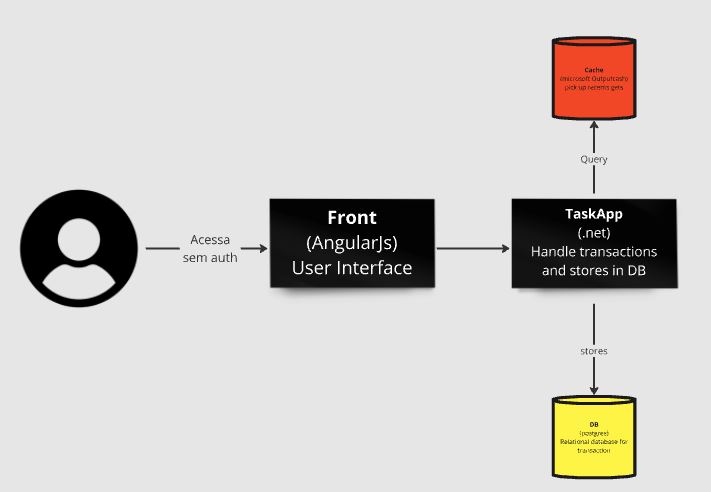 Cache
(microsoft Outputcash)
pick up recents gets
Query
Acessa
sem auth
Front
(AngularJs)
User Interface
TaskApp
(.net)
Handle transactions
and stores in DB
stores
DB
(postgres)
Relational database for
transaction